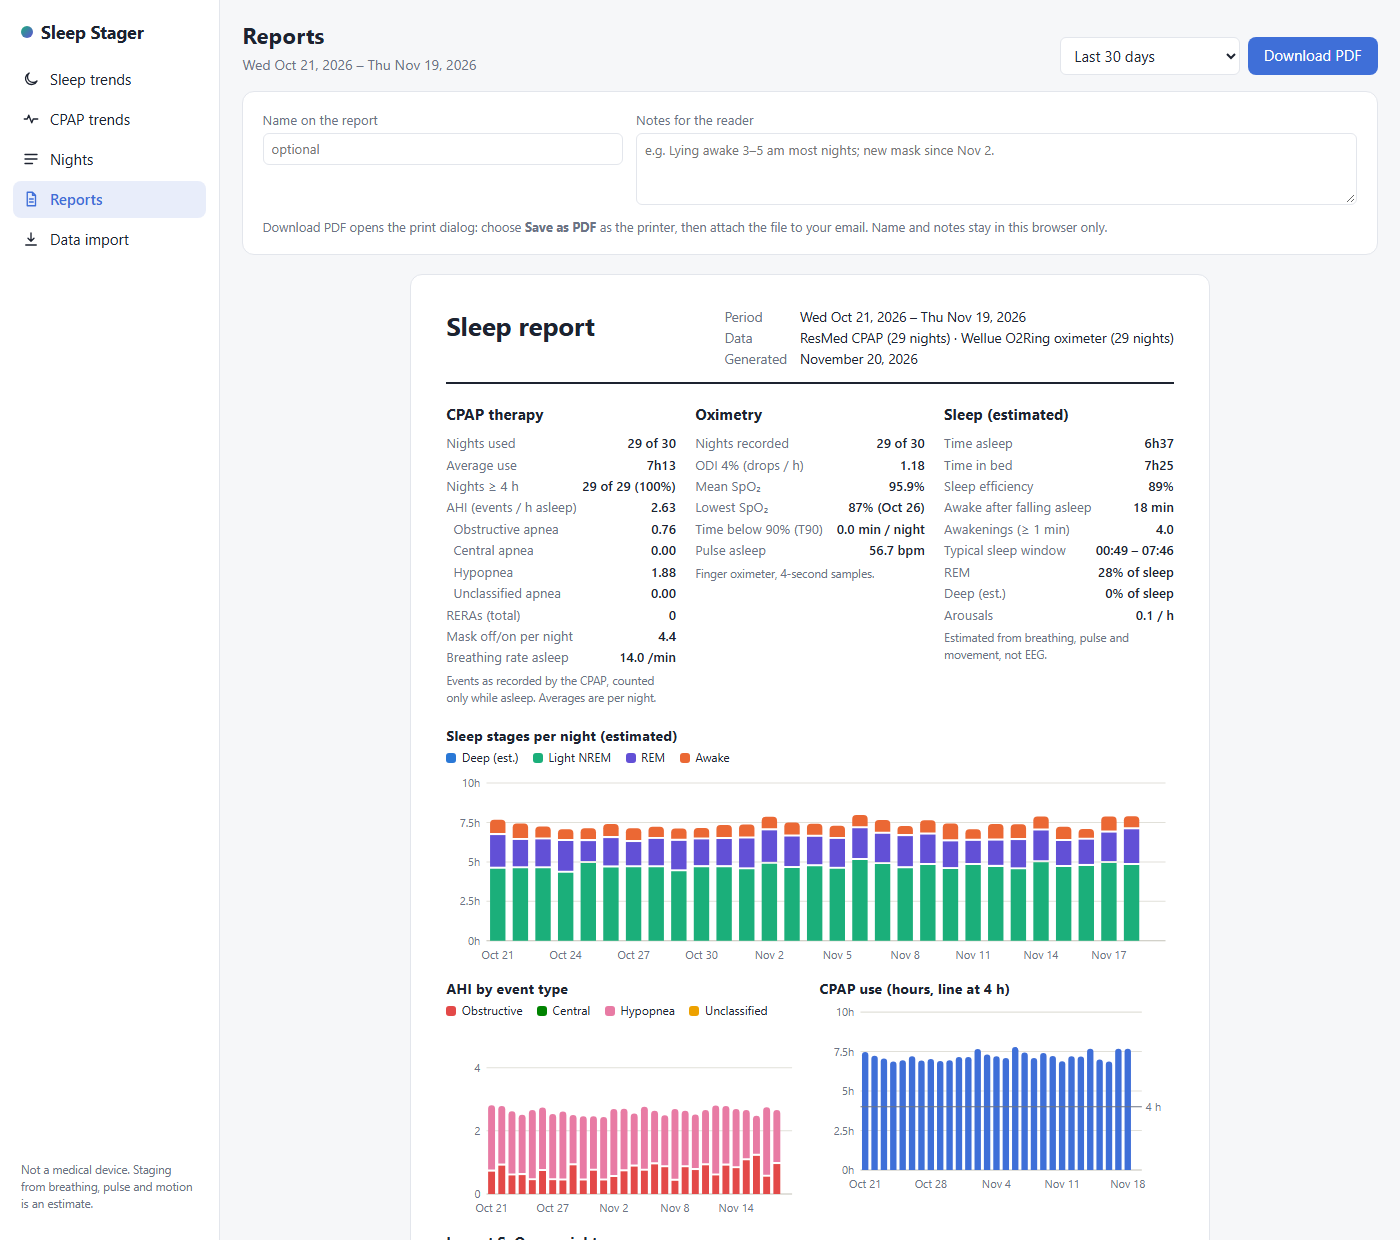 Sleep Stager
Sleep trends
CPAP trends
Nights
Reports
Data import
Not a medical device. Staging
from breathing, pulse and motion
is an estimate.
Reports
Wed Oct 21, 2026 – Thu Nov 19, 2026
Last 30 days
Download PDF
Name on the report
optional
Notes for the reader
e.g. Lying awake 3–5 am most nights; new mask since Nov 2.
Download PDF opens the print dialog: choose Save as PDF as the printer, then attach the file to your email. Name and notes stay in this browser only.
Sleep report
Period Wed Oct 21, 2026 – Thu Nov 19, 2026
Data ResMed CPAP (29 nights) · Wellue O2Ring oximeter (29 nights)
Generated November 20, 2026
CPAP therapy
Nights used 29 of 30
Average use 7h13
Nights ≥ 4 h 29 of 29 (100%)
AHI (events / h asleep) 2.63
Obstructive apnea 0.76
Central apnea 0.00
Hypopnea 1.88
Unclassified apnea 0.00
RERAs (total) 0
Mask off/on per night 4.4
Breathing rate asleep 14.0 /min
Events as recorded by the CPAP, counted
only while asleep. Averages are per night.
Oximetry
Nights recorded 29 of 30
ODI 4% (drops / h) 1.18
Mean SpO₂ 95.9%
Lowest SpO₂ 87% (Oct 26)
Time below 90% (T90) 0.0 min / night
Pulse asleep 56.7 bpm
Finger oximeter, 4-second samples.
Sleep (estimated)
Time asleep 6h37
Time in bed 7h25
Sleep efficiency 89%
Awake after falling asleep 18 min
Awakenings (≥ 1 min) 4.0
Typical sleep window 00:49 – 07:46
REM 28% of sleep
Deep (est.) 0% of sleep
Arousals 0.1 / h
Estimated from breathing, pulse and
movement, not EEG.
Sleep stages per night (estimated)
Deep (est.) Light NREM REM Awake
10h
7.5h
5h
2.5h
0h
Oct 21 Oct 24 Oct 27 Oct 30 Nov 2 Nov 5 Nov 8 Nov 11 Nov 14 Nov 17
AHI by event type
Obstructive Central Hypopnea Unclassified
4
2
0
Oct 21 Oct 27 Nov 2 Nov 8 Nov 14
CPAP use (hours, line at 4 h)
10h
7.5h
5h
4 h
2.5h
0h
Oct 21 Oct 28 Nov 4 Nov 11 Nov 18